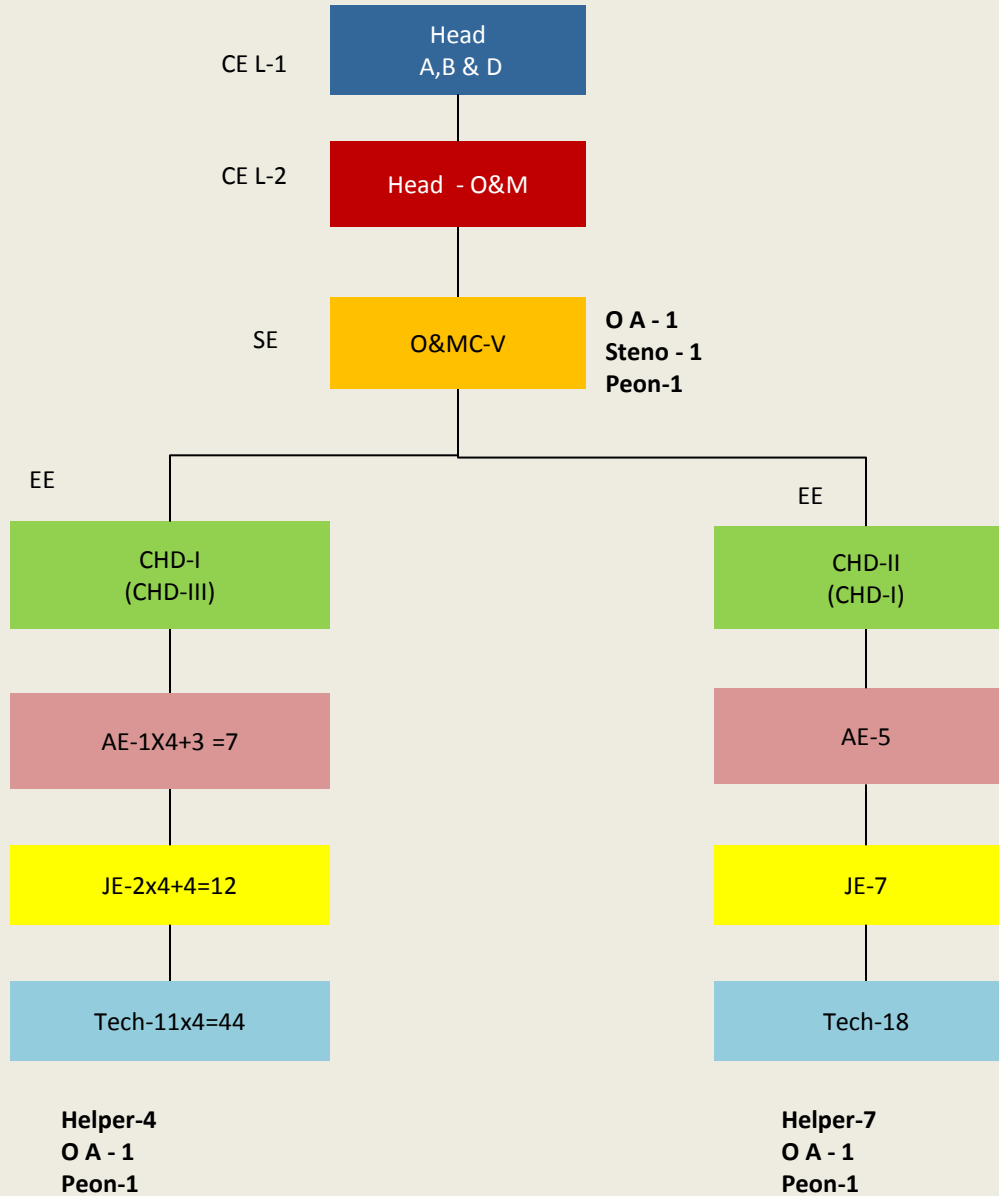 Head
A,B & D
CE L-1
CE L-2
Head - O&M
SE
O&MC-V
O A - 1
Steno - 1
Peon-1
EE
EE
CHD-I
(CHD-III)
CHD-II
(CHD-I)
AE-1X4+3 =7
AE-5
JE-2x4+4=12
JE-7
Tech-11x4=44
Tech-18
Helper-4
O A - 1
Peon-1
Helper-7
O A - 1
Peon-1